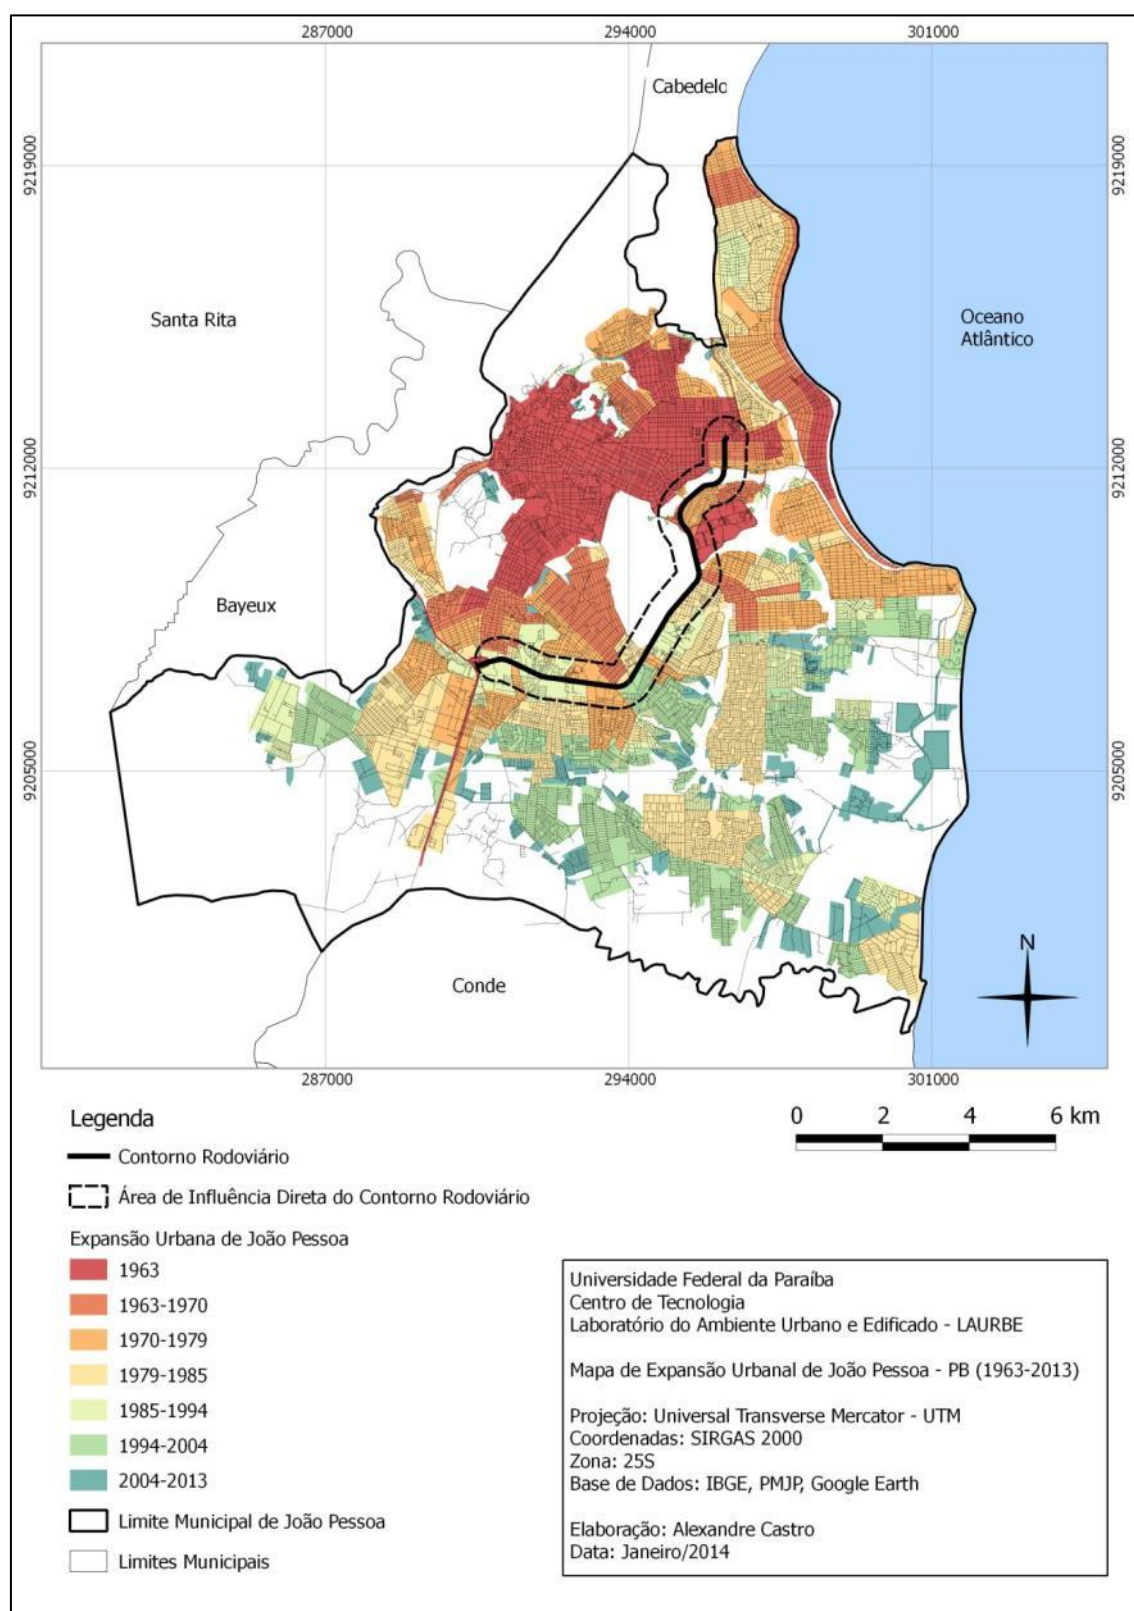 287000
294000
301000
Cabedelo
9219000
9219000
Santa Rita
Oceano
Atlântico
9212000
9212000
Bayeux
9205000
9205000
N
Conde
287000
294000
301000
Legenda
0 2 4 6 km
Contorno Rodoviário
Área de Influência Direta do Contorno Rodoviário
Expansão Urbana de João Pessoa
1963
1963-1970
1970-1979
1979-1985
1985-1994
1994-2004
2004-2013
Limite Municipal de João Pessoa
Limites Municipais
Universidade Federal da Paraíba
Centro de Tecnologia
Laboratório do Ambiente Urbano e Edificado - LAURBE
Mapa de Expansão Urbanal de João Pessoa - PB (1963-2013)
Projeção: Universal Transverse Mercator - UTM
Coordenadas: SIRGAS 2000
Zona: 25S
Base de Dados: IBGE, PMJP, Google Earth
Elaboração: Alexandre Castro
Data: Janeiro/2014